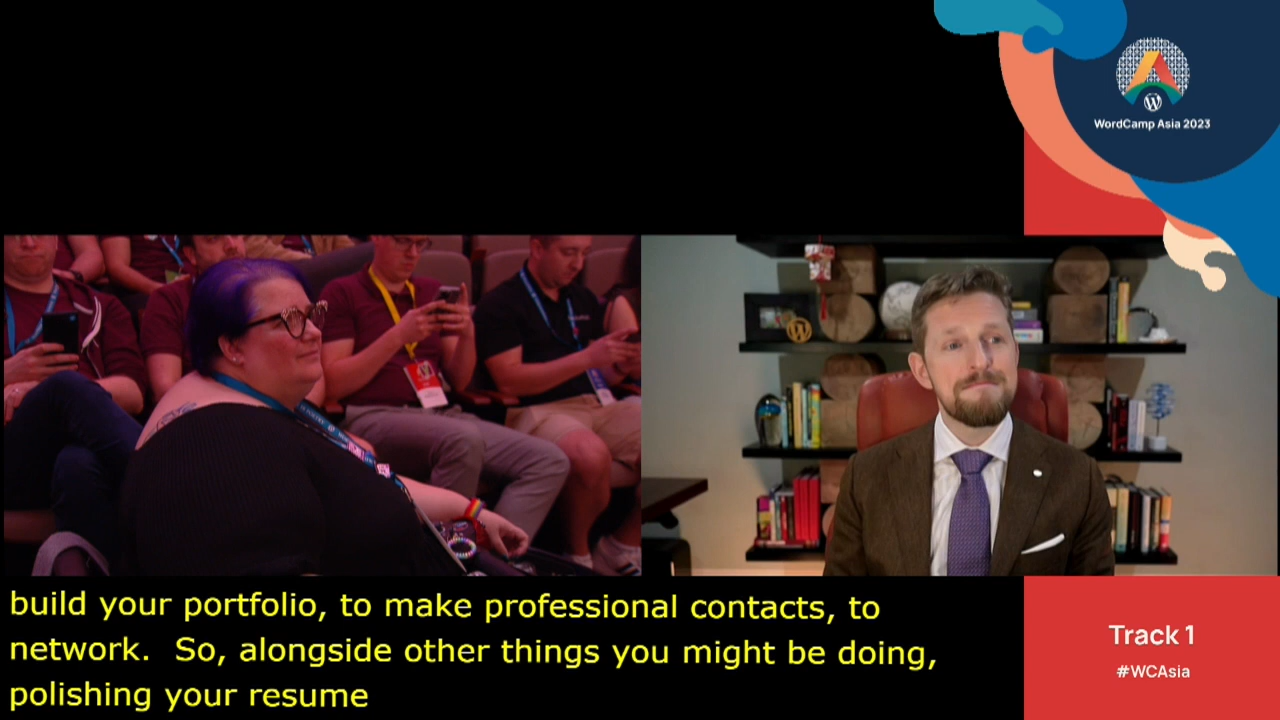 WordCamp Asia 2023
build your portfolio, to make professional contacts, to
network.  So, alongside other things you might be doing,
polishing your resume
Track 1
#WCAsia